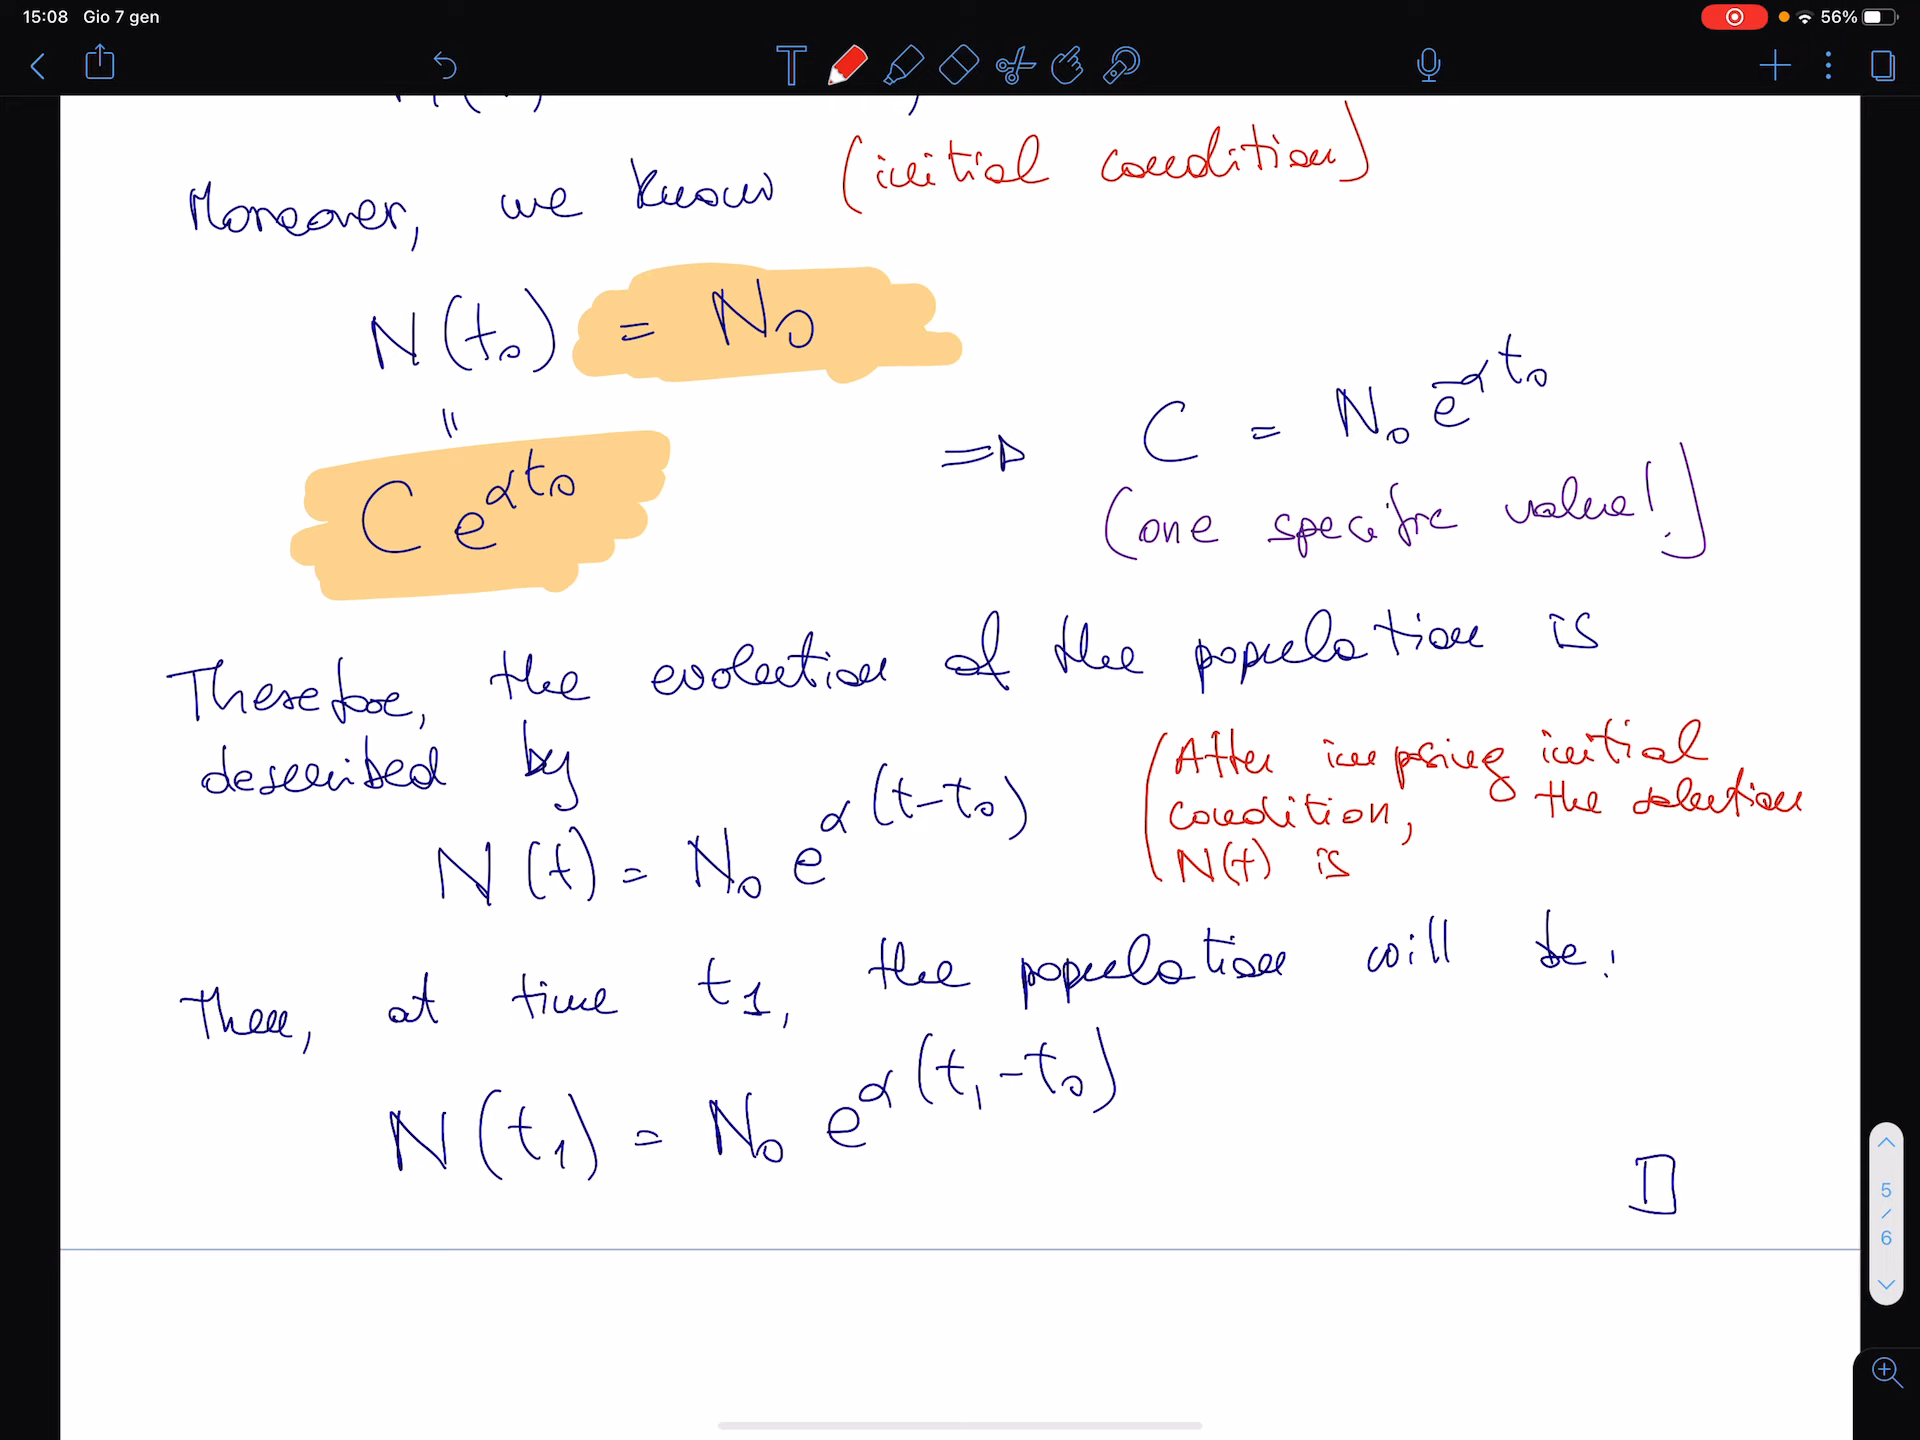 15:08 Gio 7 gen
56%
Moreover, we know (initial condition)
N(t₀) = N₀
"
C e^{αt₀}
=> C = N₀ e^{-αt₀}
(one specific value!)
Therefore, the evolution of the population is
described by
N(t) = N₀ e^{α(t-t₀)}
(After imposing initial
condition, the solution
N(t) is
Then, at time t1, the population will be:
N(t₁) = N₀ e^{α(t₁-t₀)}
5
/
6